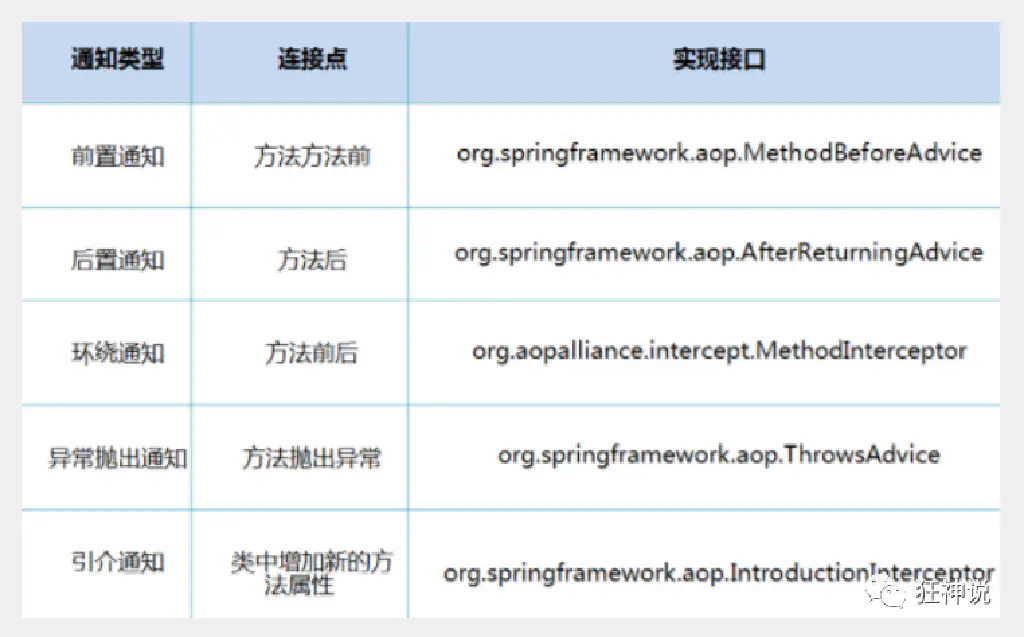 通知类型 连接点 实现接口
前置通知 方法方法前 org.springframework.aop.MethodBeforeAdvice
后置通知 方法后 org.springframework.aop.AfterReturningAdvice
环绕通知 方法前后 org.aopalliance.intercept.MethodInterceptor
异常抛出通知 方法抛出异常 org.springframework.aop.ThrowsAdvice
引介通知 类中增加新的方
法属性 org.springframework.aop.IntroductionInterceptor
狂神说